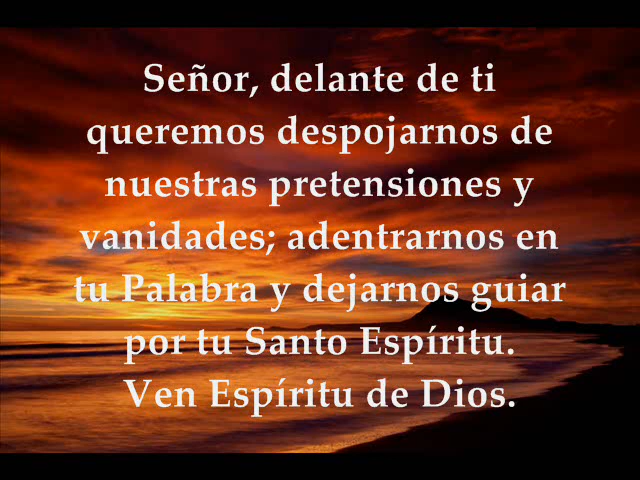 Señor, delante de ti
queremos despojarnos de
nuestras pretensiones y
vanidades; adentrarnos en
tu Palabra y dejarnos guiar
por tu Santo Espíritu.
Ven Espíritu de Dios.